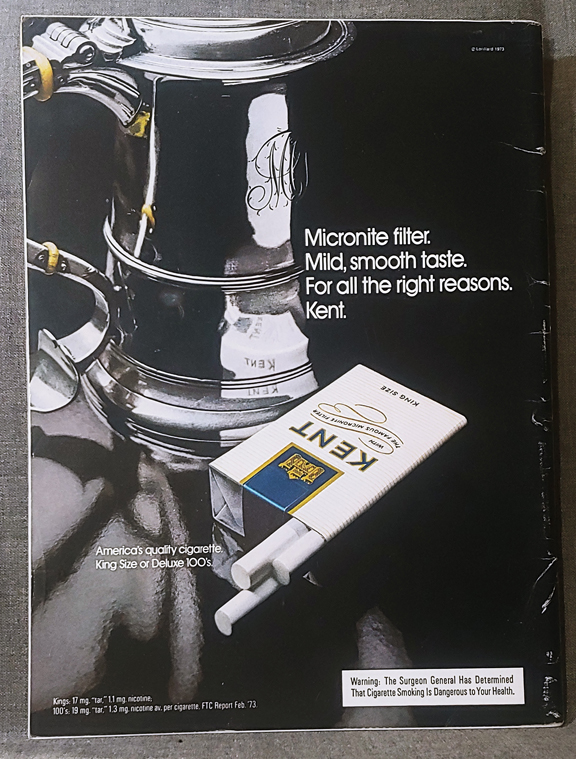 © Lorillard 1973
Micronite filter.
Mild, smooth taste.
For all the right reasons.
Kent.
KENT
KENT
KING SIZE
THE FAMOUS MICRONITE FILTER
WITH
KENT
America's quality cigarette.
King Size or Deluxe 100's.
Warning: The Surgeon General Has Determined
That Cigarette Smoking Is Dangerous to Your Health.
Kings: 17 mg. "tar," 1.1 mg. nicotine;
100's: 19 mg. "tar," 1.3 mg. nicotine av. per cigarette, FTC Report Feb. '73.